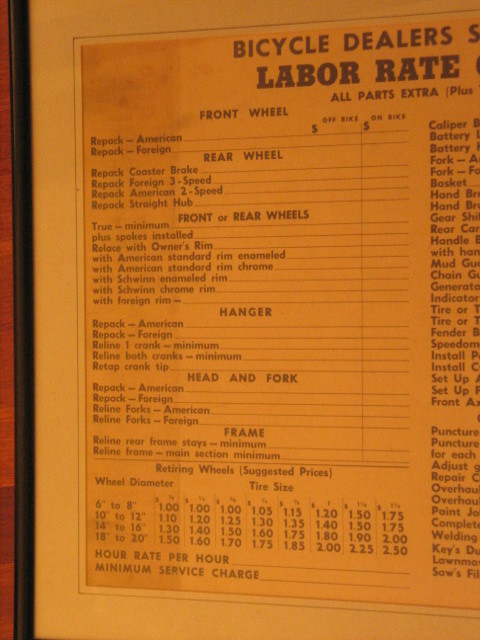 BICYCLE DEALERS S
LABOR RATE
ALL PARTS EXTRA (Plus
FRONT WHEEL
OFF BIKE ON BIKE
$ $
Repack — American
Repack — Foreign
REAR WHEEL
Repack Coaster Brake
Repack Foreign 3-Speed
Repack American 2-Speed
Repack Straight Hub
FRONT or REAR WHEELS
True — minimum
plus spokes installed
Relace with Owner's Rim
with American standard rim enameled
with American standard rim chrome
with Schwinn enameled rim
with Schwinn chrome rim
with foreign rim —
HANGER
Repack — American
Repack — Foreign
Reline 1 crank — minimum
Reline both cranks — minimum
Retap crank tip
HEAD AND FORK
Repack — American
Repack — Foreign
Reline Forks — American
Reline Forks — Foreign
FRAME
Reline rear frame stays — minimum
Reline frame — main section minimum
Retiring Wheels (Suggested Prices)
Wheel Diameter Tire Size
6" to 8" 1.00 1.00 1.00 1.05 1.15 1.20 1.50 1.75
10" to 12" 1.10 1.20 1.25 1.30 1.35 1.40 1.50 1.75
14" to 16" 1.30 1.40 1.50 1.60 1.75 1.80 1.90 2.00
18" to 20" 1.50 1.60 1.70 1.75 1.85 2.00 2.25 2.50
HOUR RATE PER HOUR
MINIMUM SERVICE CHARGE
Caliper B
Battery L
Battery
Fork — A
Fork — Fo
Basket
Hand Br
Hand Br
Gear Shi
Rear Car
Handle B
with han
Mud Gu
Chain Gu
Generato
Indicator
Tire or T
Tire or T
Fender B
Speedom
Install P
Install C
Set Up A
Set Up F
Front Ax
Puncture
Puncture
for each
Adjust g
Repair C
Overhau
Overhau
Paint Jo
Complete
Welding
Key's Du
Lawnmo
Saw's Fil